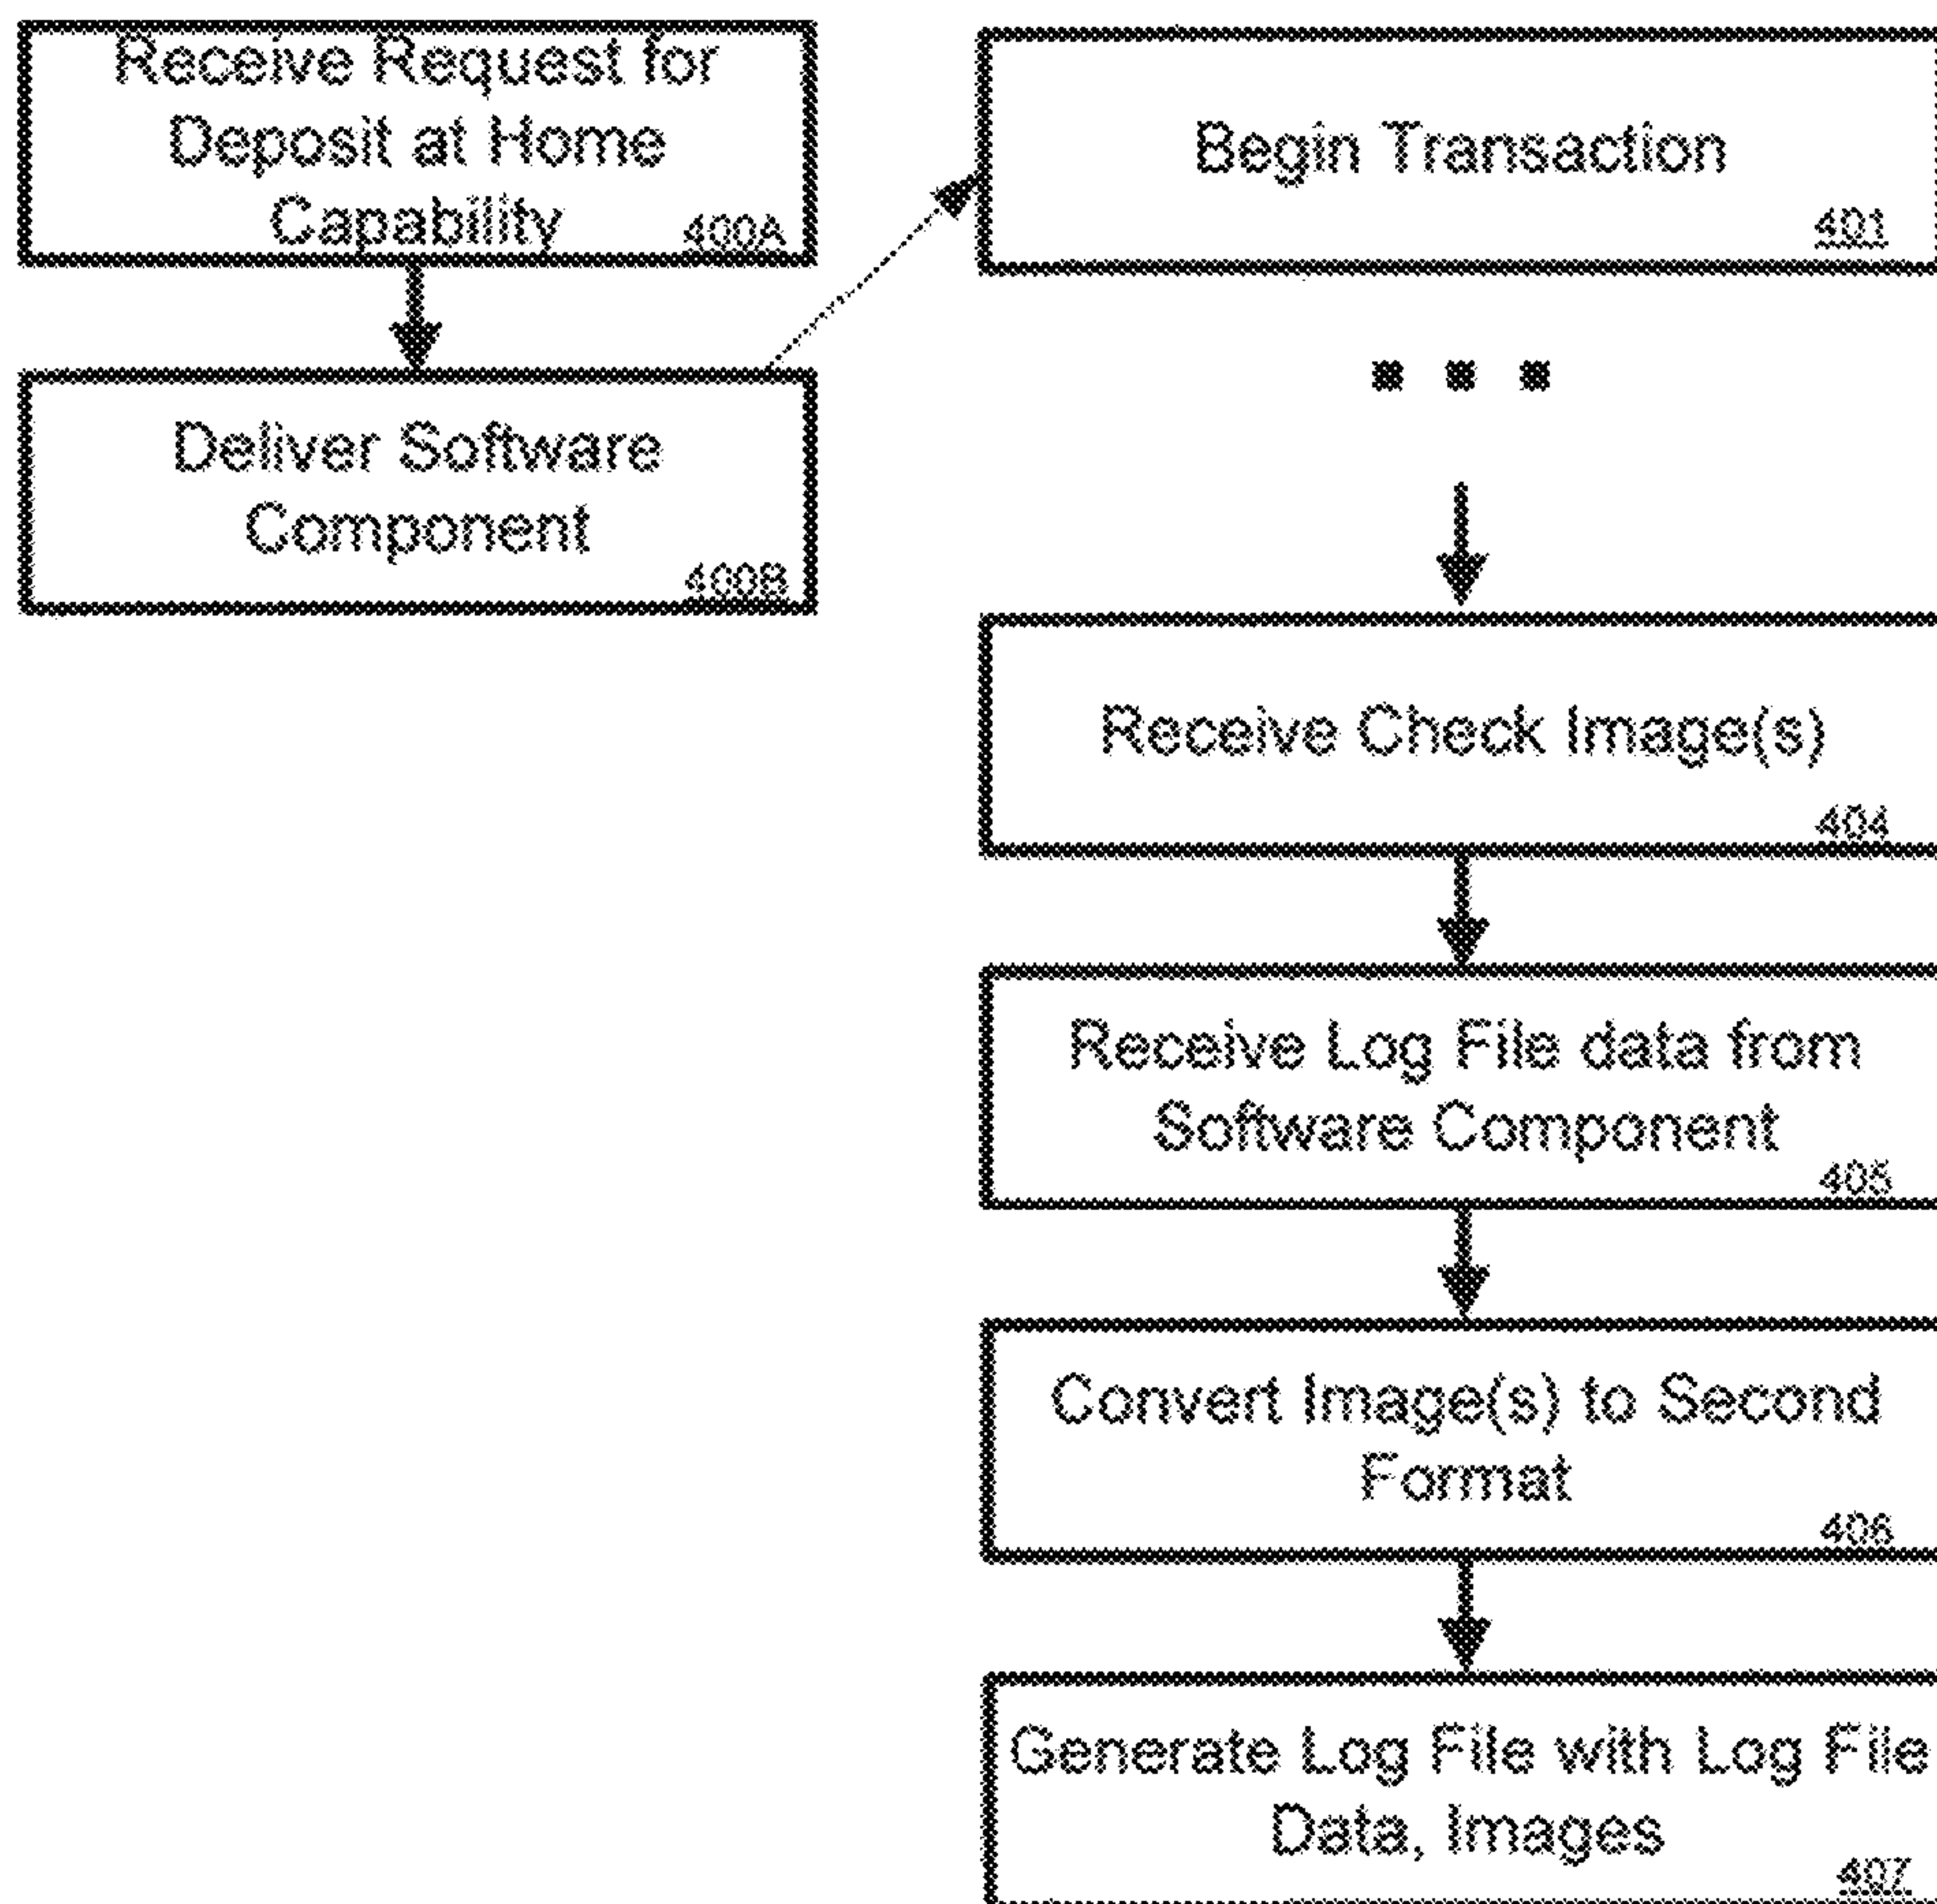 Receive Request for
Deposit at Home
Capability
400A
Deliver Software
Component
400B
Begin Transaction
401
Receive Check Image(s)
404
Receive Log File data from
Software Component
405
Convert Image(s) to Second
Format
406
Generate Log File with Log File
Data, Images
407